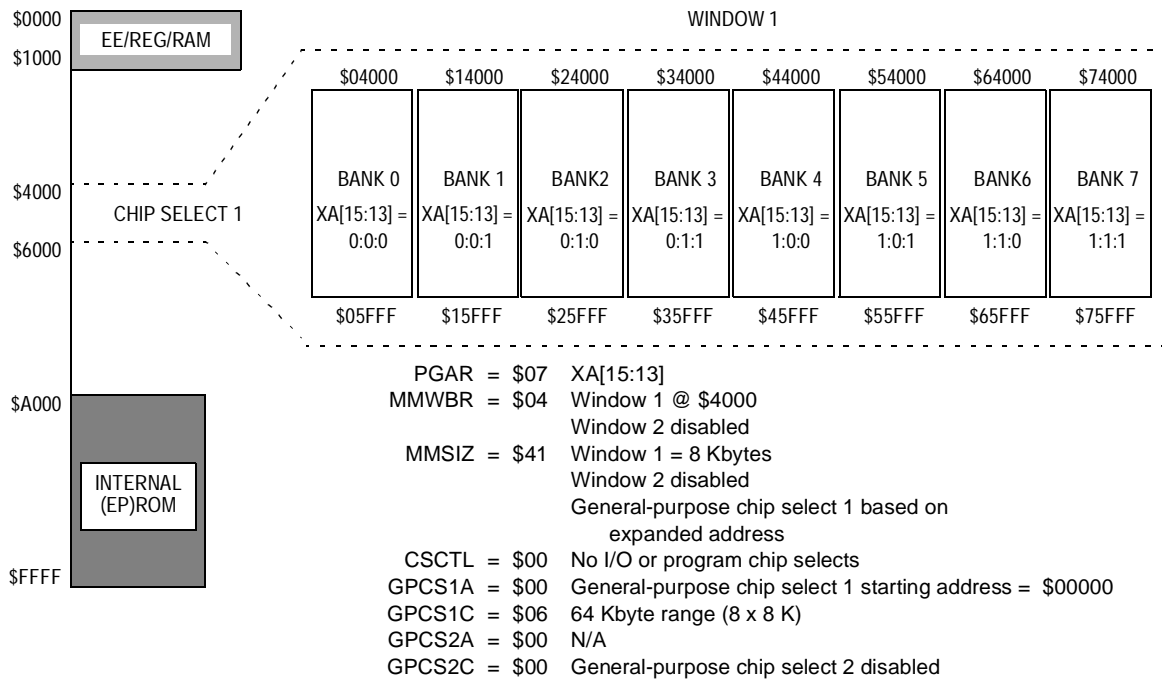 $0000
EE/REG/RAM
$1000
$4000
CHIP SELECT 1
$6000
$A000
INTERNAL
(EP)ROM
$FFFF
WINDOW 1
$04000 $14000 $24000 $34000 $44000 $54000 $64000 $74000
BANK 0 BANK 1 BANK2 BANK 3 BANK 4 BANK 5 BANK6 BANK 7
XA[15:13] = XA[15:13] = XA[15:13] = XA[15:13] = XA[15:13] = XA[15:13] = XA[15:13] = XA[15:13] =
0:0:0 0:0:1 0:1:0 0:1:1 1:0:0 1:0:1 1:1:0 1:1:1
$05FFF $15FFF $25FFF $35FFF $45FFF $55FFF $65FFF $75FFF
PGAR = $07 XA[15:13]
MMWBR = $04 Window 1 @ $4000
Window 2 disabled
MMSIZ = $41 Window 1 = 8 Kbytes
Window 2 disabled
General-purpose chip select 1 based on
expanded address
CSCTL = $00 No I/O or program chip selects
GPCS1A = $00 General-purpose chip select 1 starting address = $00000
GPCS1C = $06 64 Kbyte range (8 x 8 K)
GPCS2A = $00 N/A
GPCS2C = $00 General-purpose chip select 2 disabled